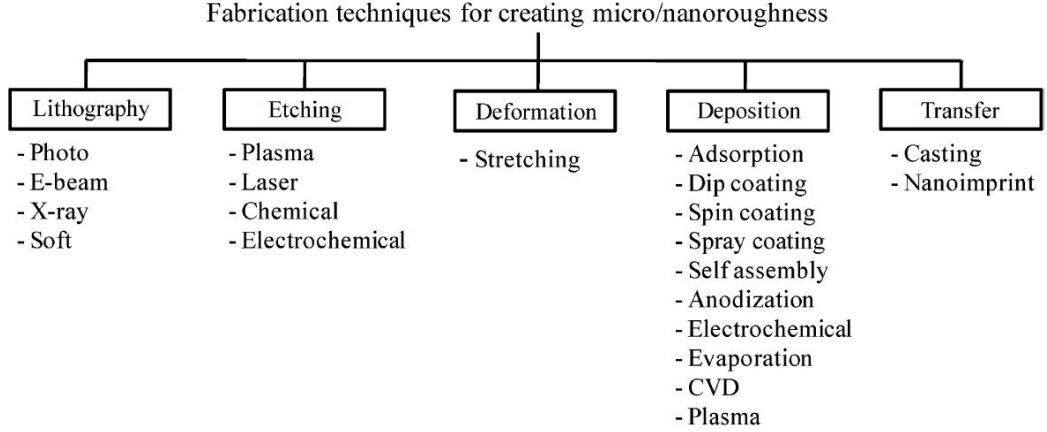 Fabrication techniques for creating micro/nanoroughness
Lithography
- Photo
- E-beam
- X-ray
- Soft
Etching
- Plasma
- Laser
- Chemical
- Electrochemical
Deformation
- Stretching
Deposition
- Adsorption
- Dip coating
- Spin coating
- Spray coating
- Self assembly
- Anodization
- Electrochemical
- Evaporation
- CVD
- Plasma
Transfer
- Casting
- Nanoimprint